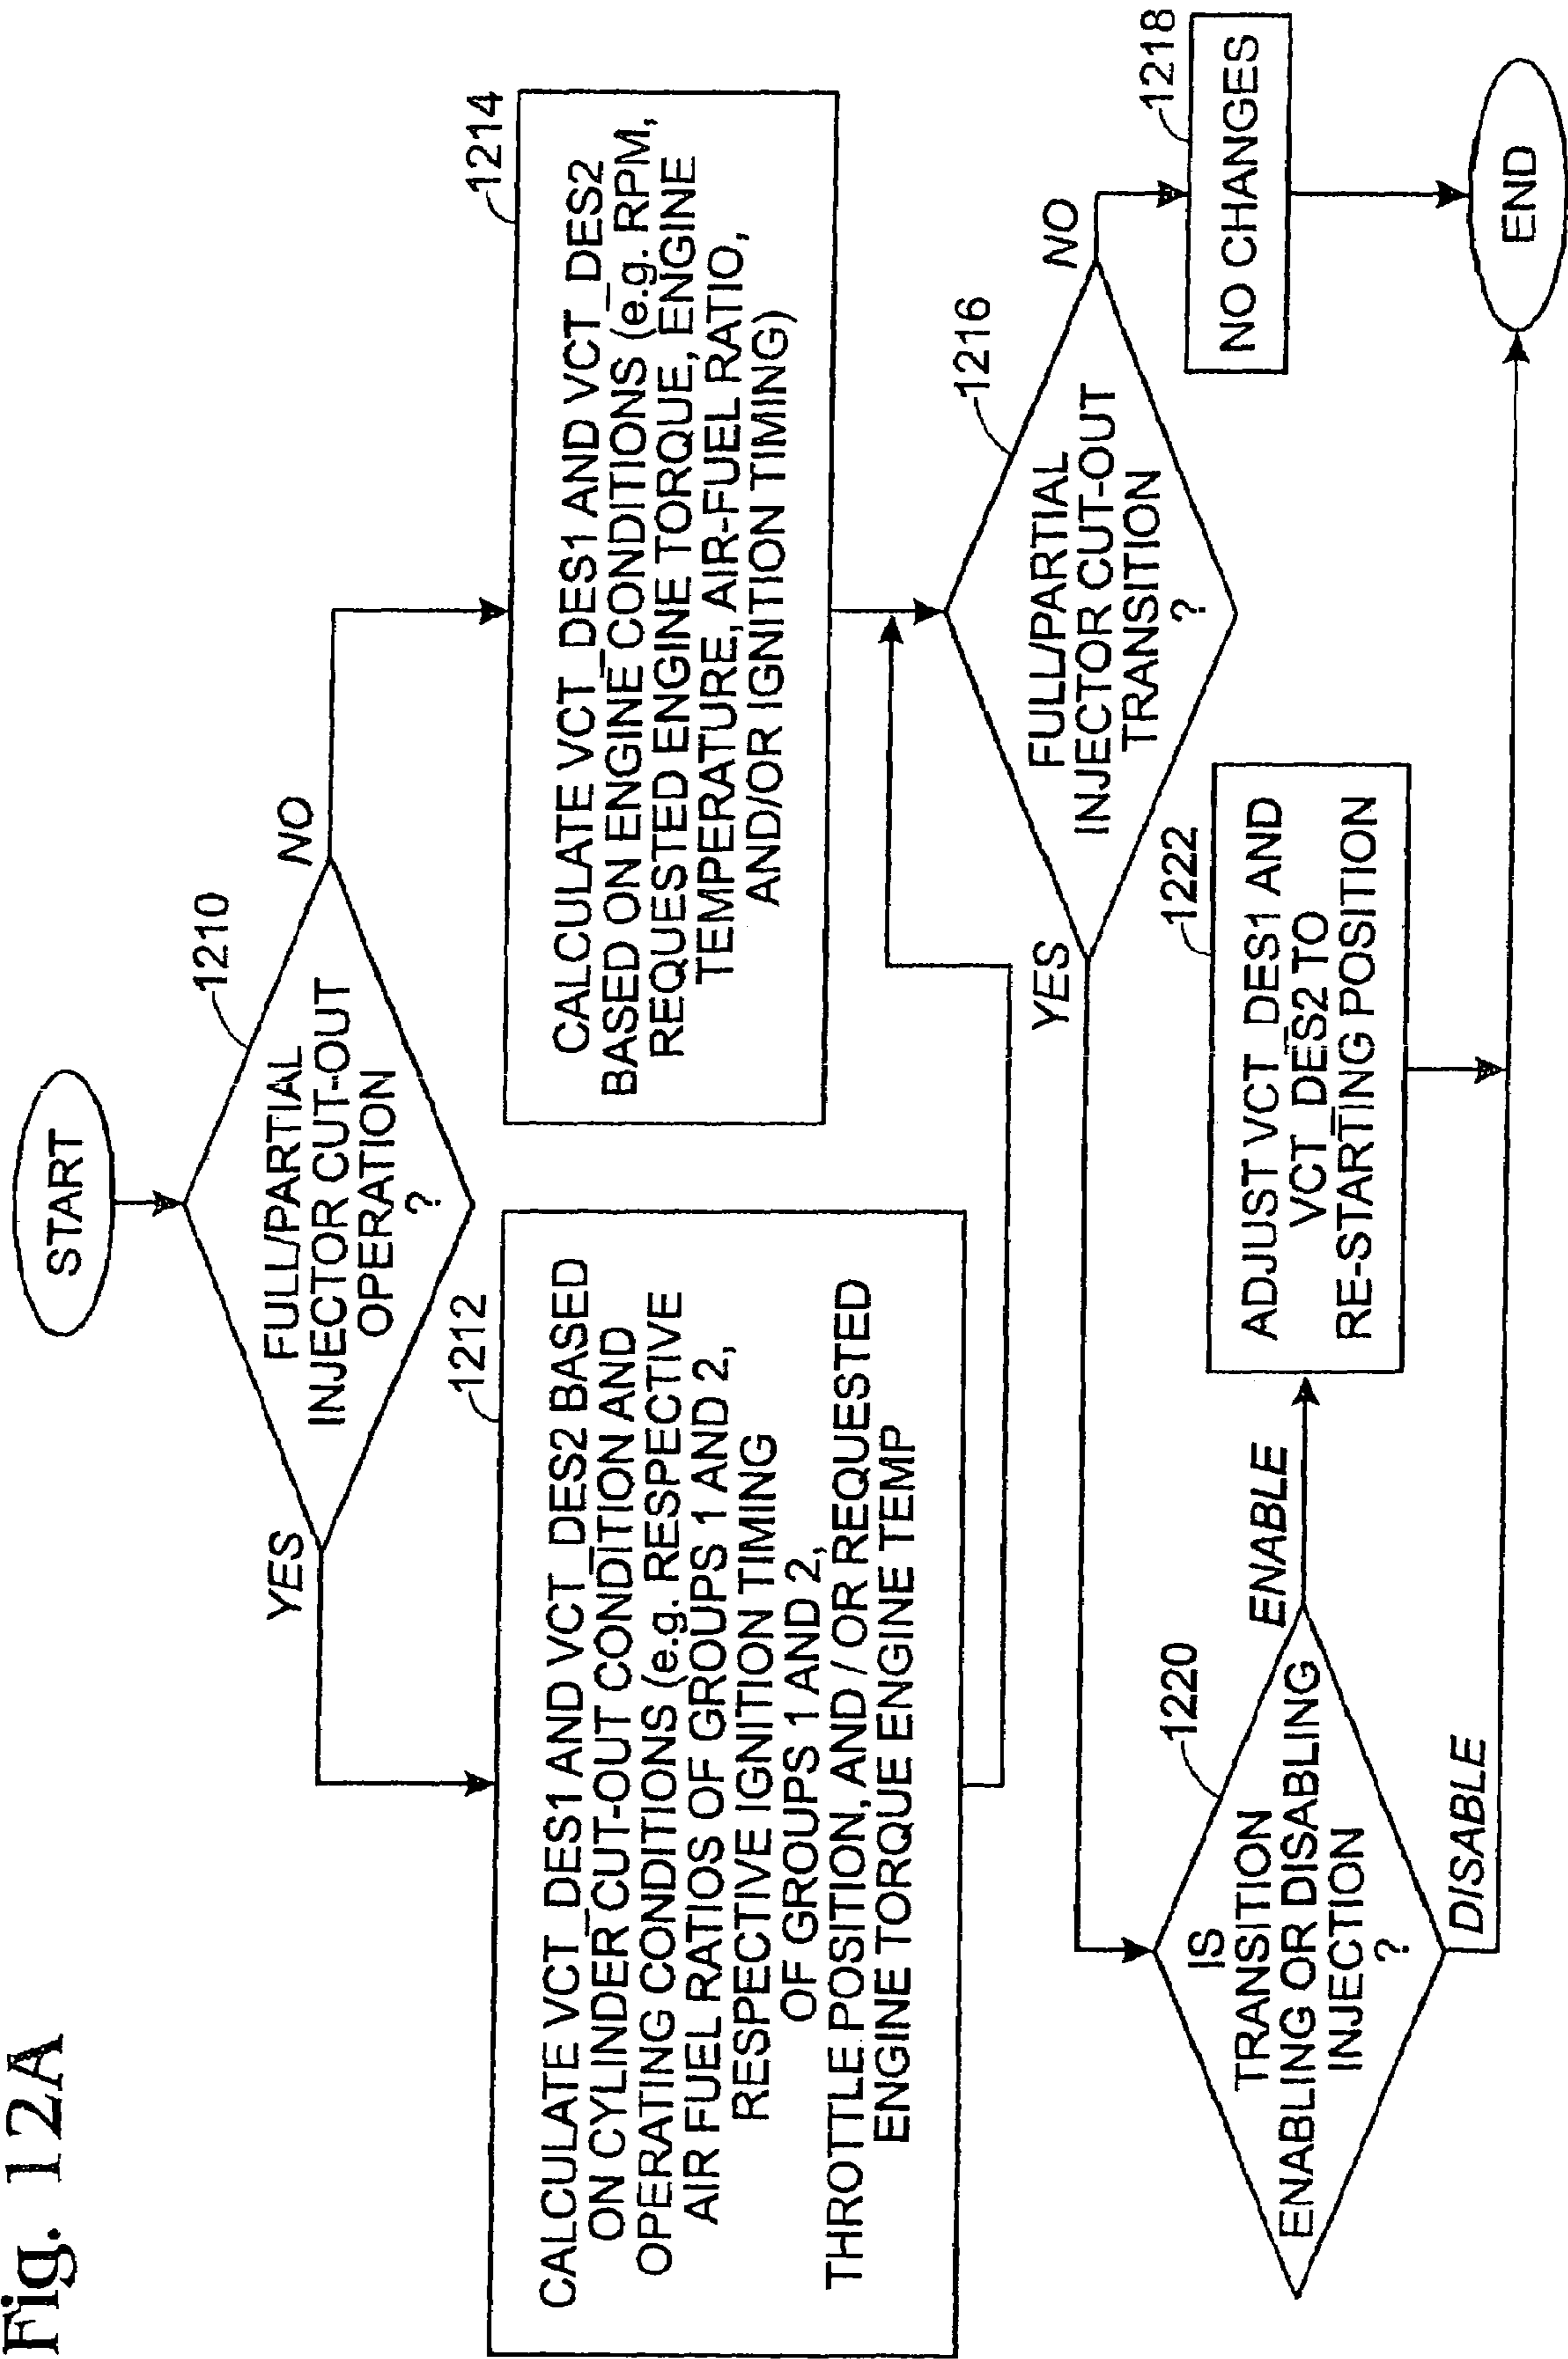 Fig. 12A
START
1210
FULL/PARTIAL
INJECTOR CUT-OUT
OPERATION
?
YES
NO
1212
CALCULATE VCT_DES1 AND VCT_DES2 BASED
ON CYLINDER CUT-OUT CONDITION AND
OPERATING CONDITIONS (e.g. RESPECTIVE
AIR FUEL RATIOS OF GROUPS 1 AND 2,
RESPECTIVE IGNITION TIMING
OF GROUPS 1 AND 2,
THROTTLE POSITION, AND / OR REQUESTED
ENGINE TORQUE ENGINE TEMP
1214
CALCULATE VCT_DES1 AND VCT_DES2
BASED ON ENGINE CONDITIONS (e.g. RPM,
REQUESTED ENGINE TORQUE, ENGINE
TEMPERATURE, AIR-FUEL RATIO,
AND/OR IGNITION TIMING)
1216
FULL/PARTIAL
INJECTOR CUT-OUT
TRANSITION
?
YES
NO
1218
NO CHANGES
1220
IS
TRANSITION
ENABLING OR DISABLING
INJECTION
?
ENABLE
DISABLE
1222
ADJUST VCT_DES1 AND
VCT_DES2 TO
RE-STARTING POSITION
END